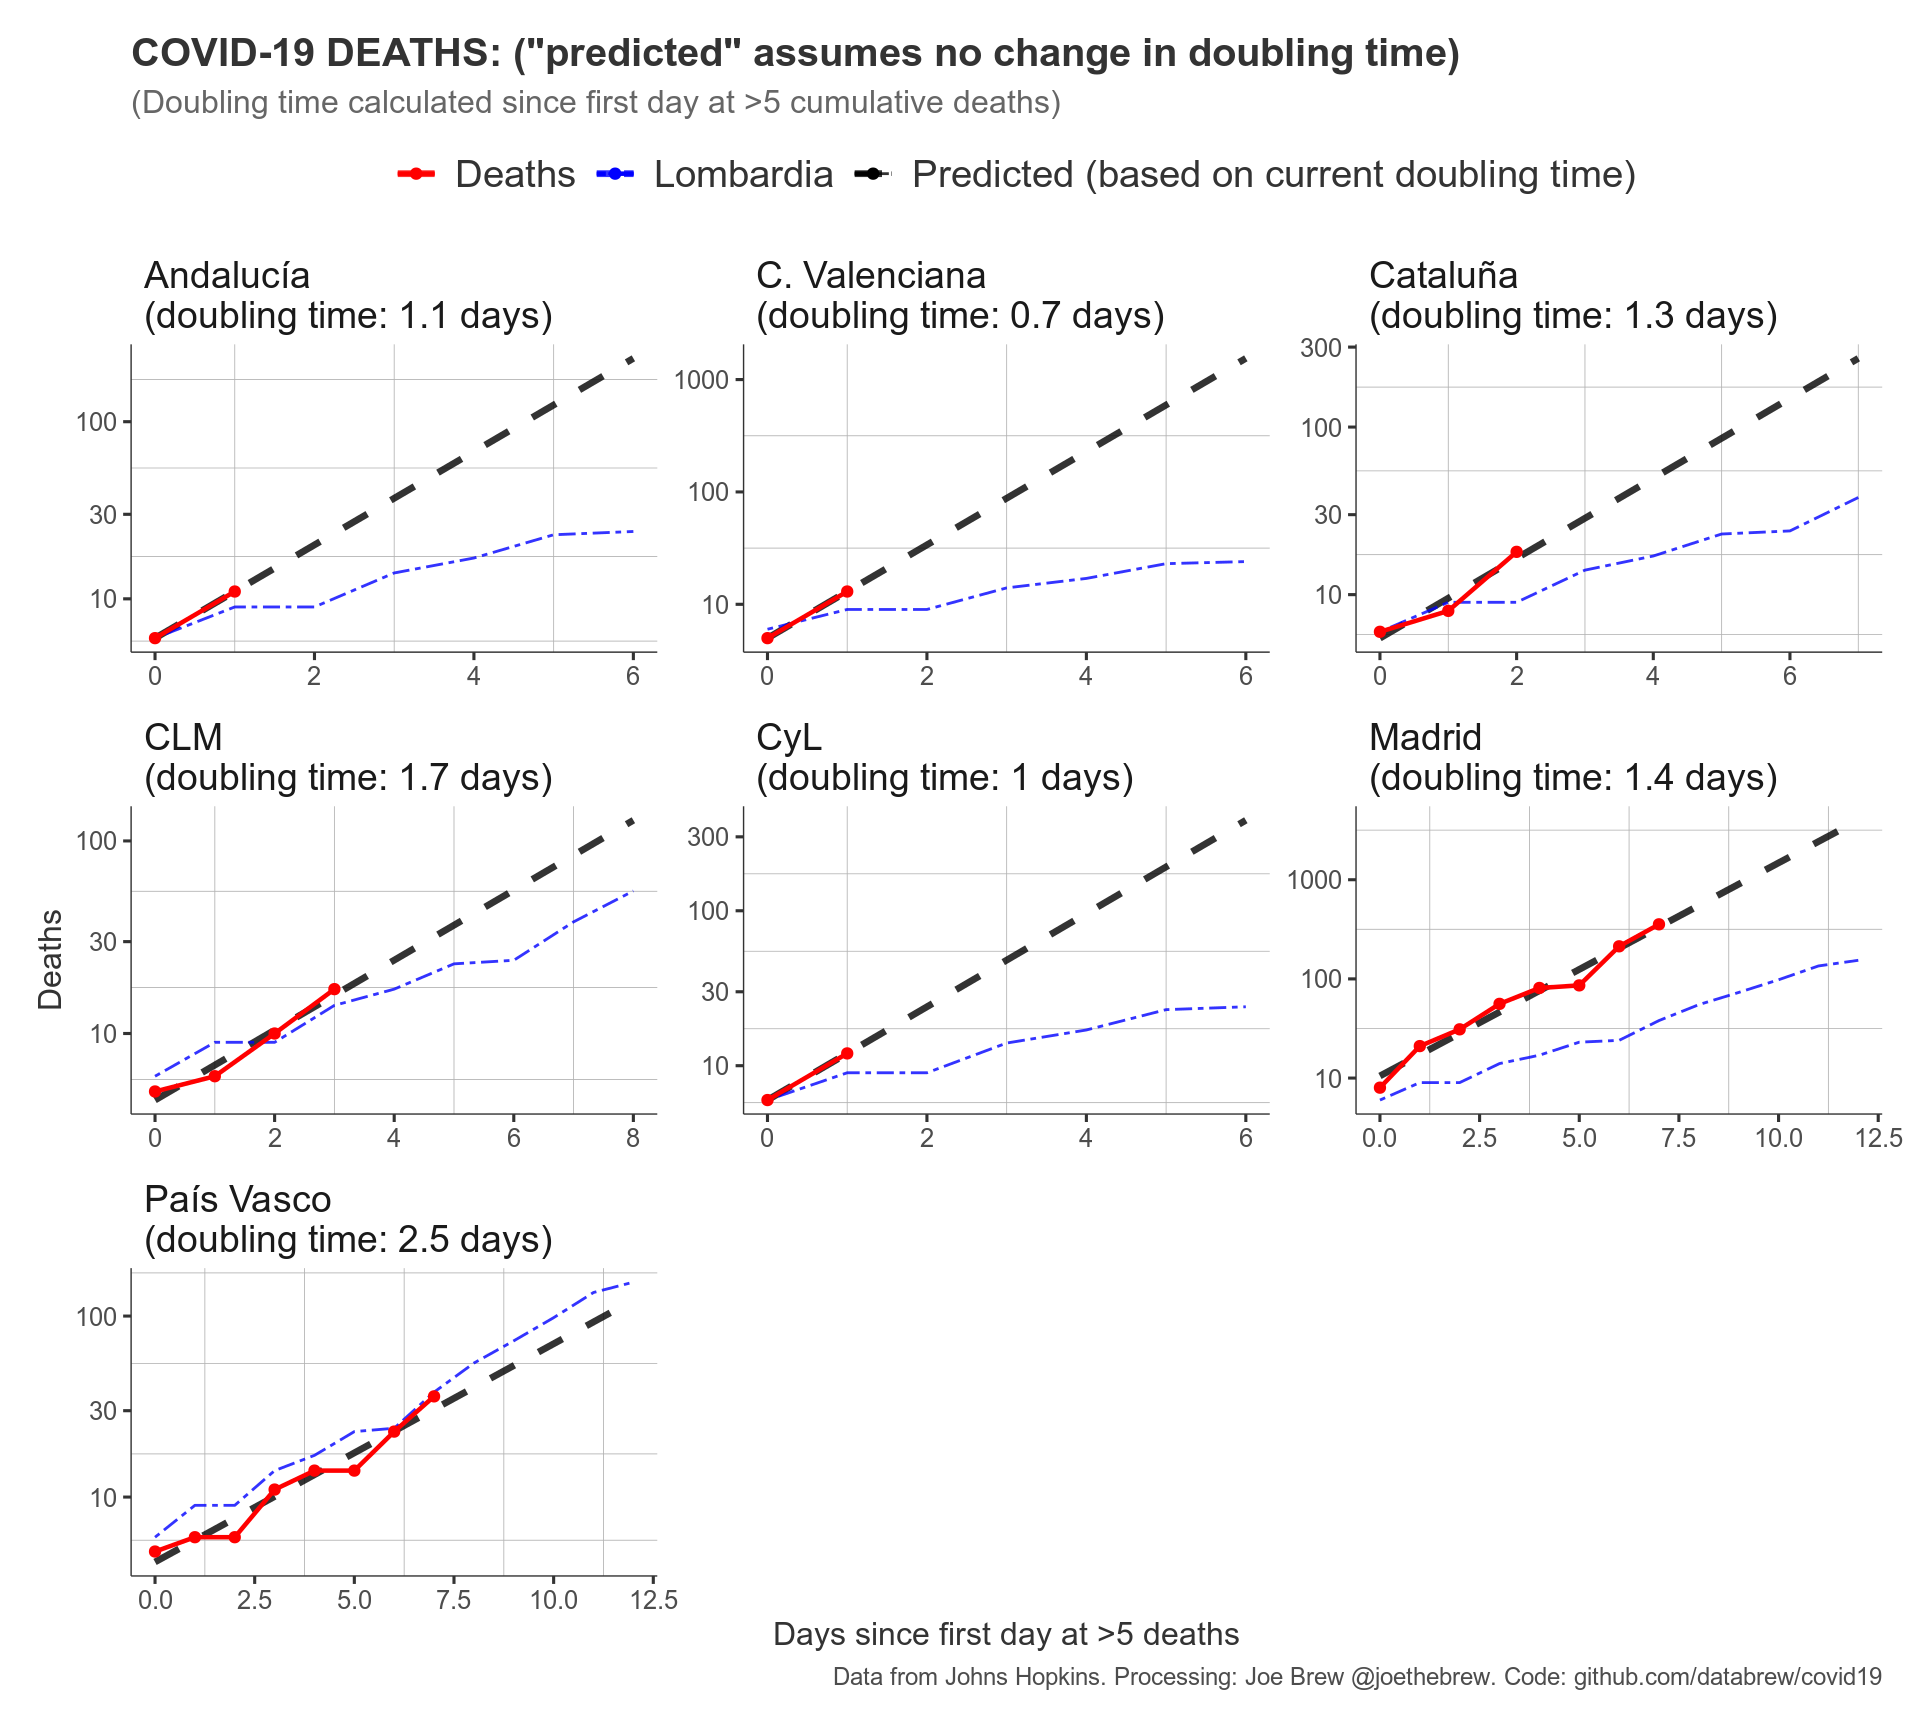 COVID-19 DEATHS: ("predicted" assumes no change in doubling time)
(Doubling time calculated since first day at >5 cumulative deaths)
Deaths Lombardia Predicted (based on current doubling time)
Andalucía
(doubling time: 1.1 days)
100
30
10
0 2 4 6
C. Valenciana
(doubling time: 0.7 days)
1000
100
10
0 2 4 6
Cataluña
(doubling time: 1.3 days)
300
100
30
10
0 2 4 6
Deaths
CLM
(doubling time: 1.7 days)
100
30
10
0 2 4 6 8
CyL
(doubling time: 1 days)
300
100
30
10
0 2 4 6
Madrid
(doubling time: 1.4 days)
1000
100
10
0.0 2.5 5.0 7.5 10.0 12.5
País Vasco
(doubling time: 2.5 days)
100
30
10
0.0 2.5 5.0 7.5 10.0 12.5
Days since first day at >5 deaths
Data from Johns Hopkins. Processing: Joe Brew @joethebrew. Code: github.com/databrew/covid19